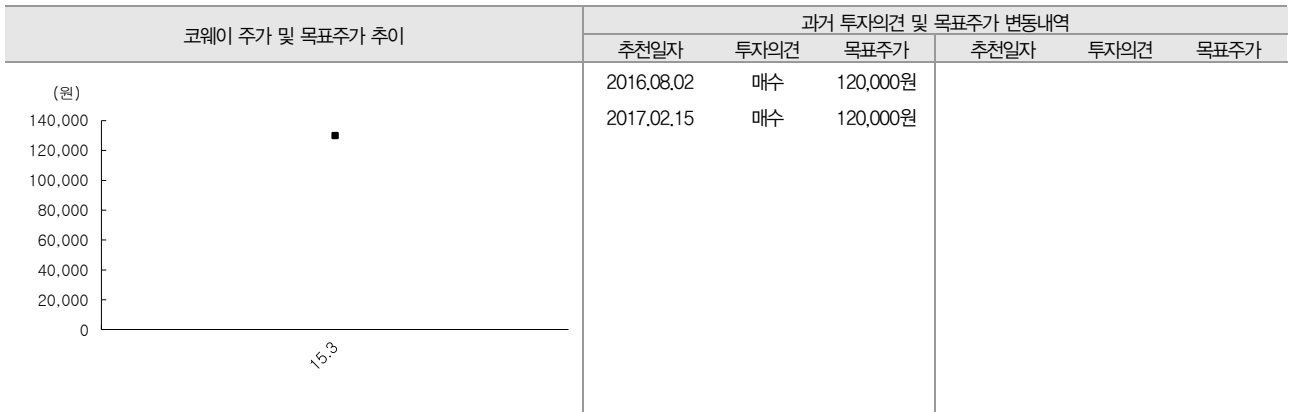 코웨이 주가 및 목표주가 추이
(원)
140,000
120,000
100,000
80,000
60,000
40,000
20,000
0
15.3
과거 투자의견 및 목표주가 변동내역
추천일자 투자의견 목표주가 추천일자 투자의견 목표주가
2016.08.02 매수 120,000원
2017.02.15 매수 120,000원